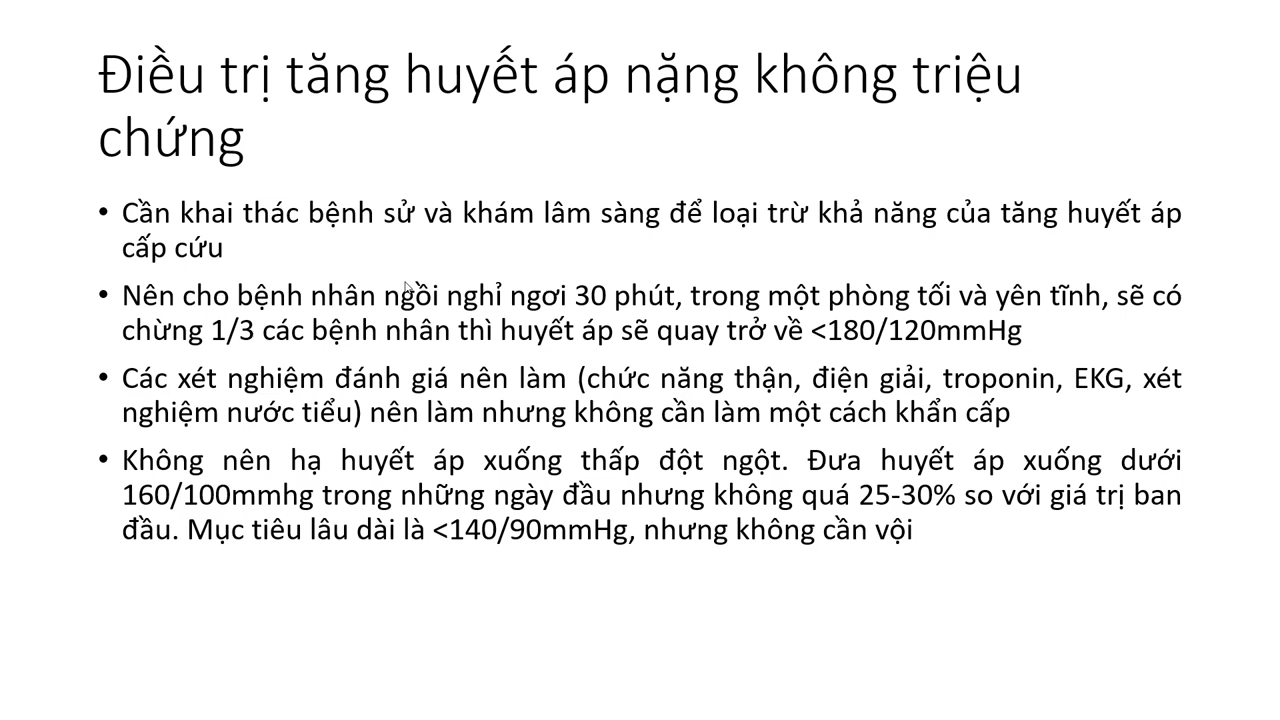 Điều trị tăng huyết áp nặng không triệu
chứng
• Cần khai thác bệnh sử và khám lâm sàng để loại trừ khả năng của tăng huyết áp
cấp cứu
• Nên cho bệnh nhân ngồi nghỉ ngơi 30 phút, trong một phòng tối và yên tĩnh, sẽ có
chừng 1/3 các bệnh nhân thì huyết áp sẽ quay trở về <180/120mmHg
• Các xét nghiệm đánh giá nên làm (chức năng thận, điện giải, troponin, EKG, xét
nghiệm nước tiểu) nên làm nhưng không cần làm một cách khẩn cấp
• Không nên hạ huyết áp xuống thấp đột ngột. Đưa huyết áp xuống dưới
160/100mmhg trong những ngày đầu nhưng không quá 25-30% so với giá trị ban
đầu. Mục tiêu lâu dài là <140/90mmHg, nhưng không cần vội